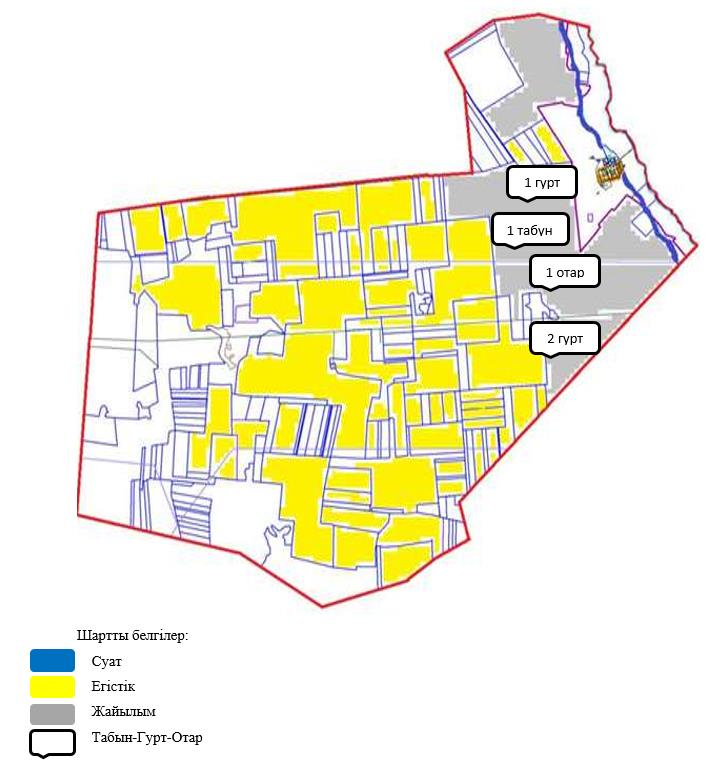 1 гурт
1 табун
1 отар
2 гурт
Шартты белгілер:
Суат
Егістік
Жайылым
Табын-Гурт-Отар